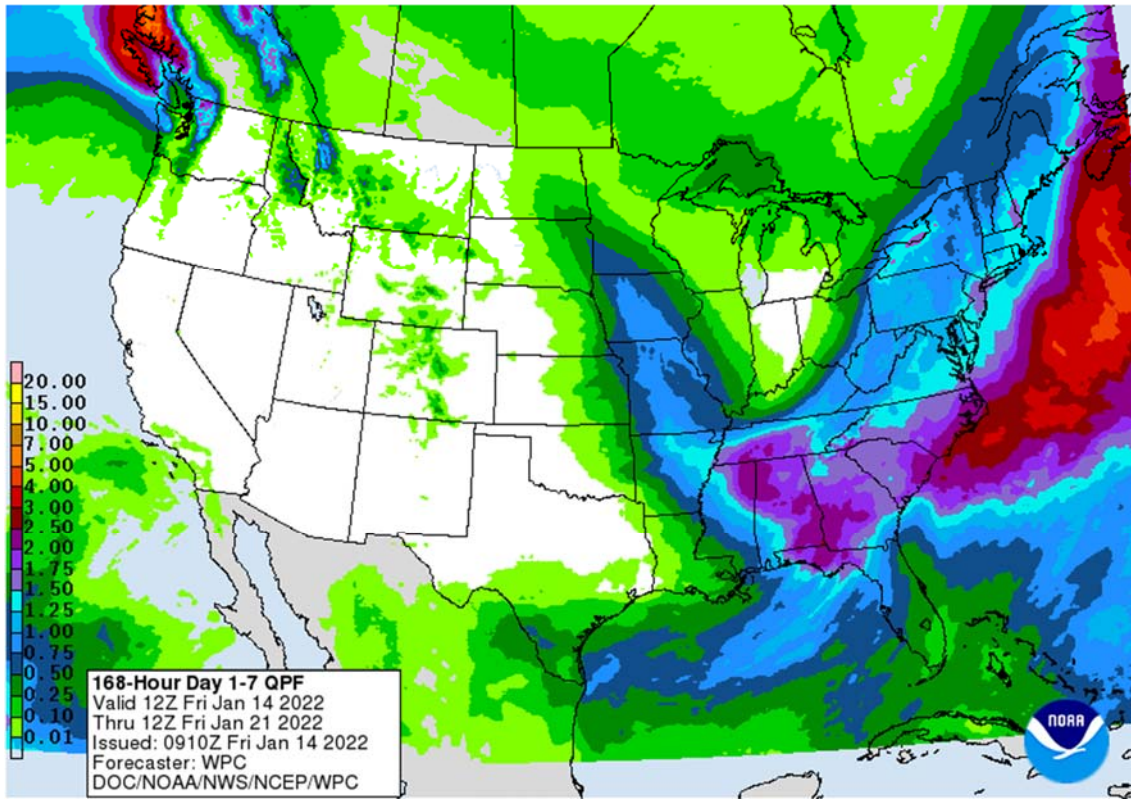 20.00
15.00
10.00
7.00
5.00
4.00
3.00
2.50
2.00
1.75
1.50
1.25
1.00
0.75
0.50
0.25
0.10
0.01
168-Hour Day 1-7 QPF
Valid 12Z Fri Jan 14 2022
Thru 12Z Fri Jan 21 2022
Issued: 0910Z Fri Jan 14 2022
Forecaster: WPC
DOC/NOAA/NWS/NCEP/WPC
NOAA